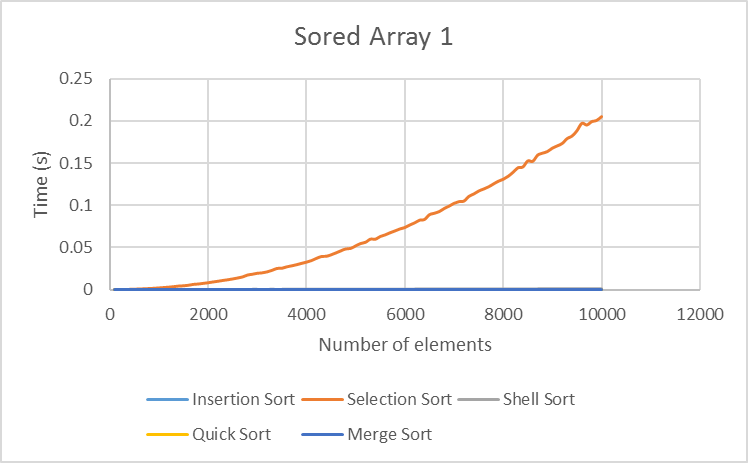 Sored Array 1
0.25
0.2
0.15
0.1
0.05
0
Time (s)
0 2000 4000 6000 8000 10000 12000
Number of elements
Insertion Sort Selection Sort Shell Sort
Quick Sort Merge Sort